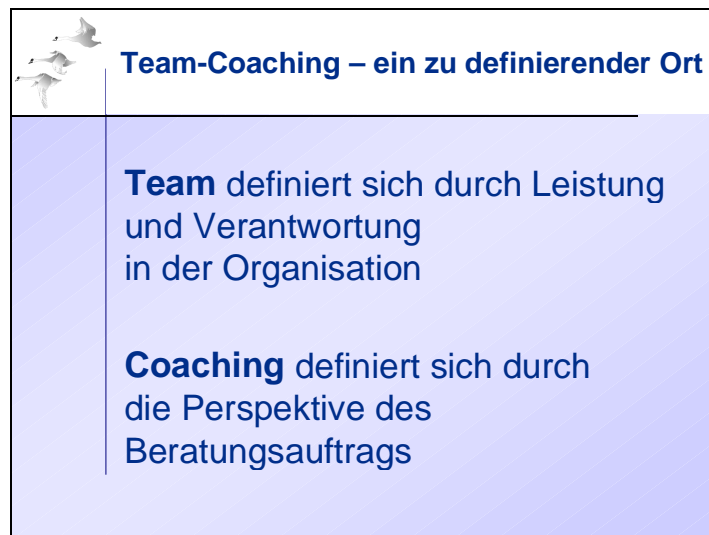 Team-Coaching – ein zu definierender Ort
Team definiert sich durch Leistung
und Verantwortung
in der Organisation
Coaching definiert sich durch
die Perspektive des
Beratungsauftrags